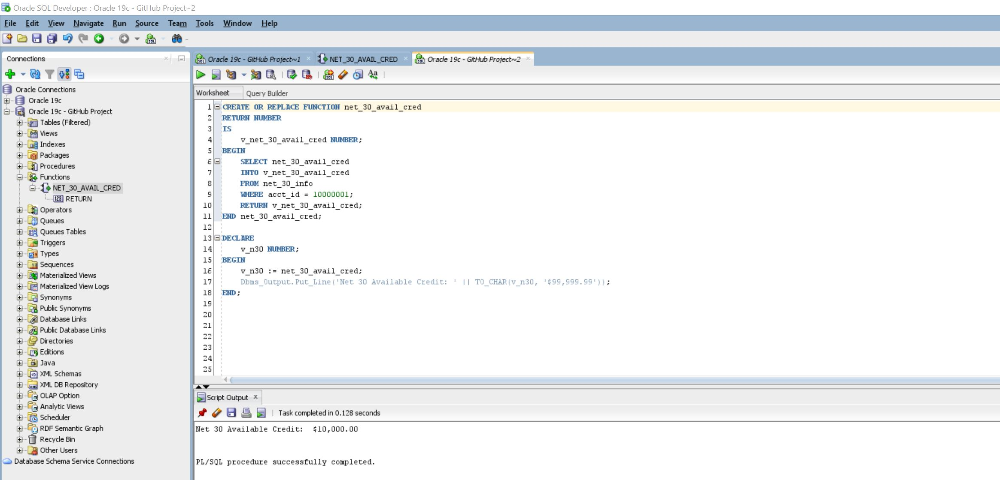 Oracle SQL Developer : Oracle 19c - GitHub Project~2
File Edit View Navigate Run Source Team Tools Window Help
Connections
Oracle Connections
Oracle 19c
Oracle 19c - GitHub Project
Tables (Filtered)
Views
Indexes
Packages
Procedures
Functions
NET_30_AVAIL_CRED
RETURN
Operators
Queues
Queues Tables
Triggers
Types
Sequences
Materialized Views
Materialized View Logs
Synonyms
Public Synonyms
Database Links
Public Database Links
Directories
Editions
Java
XML Schemas
XML DB Repository
OLAP Option
Analytic Views
Scheduler
RDF Semantic Graph
Recycle Bin
Other Users
Database Schema Service Connections
Oracle 19c - GitHub Project~1 NET_30_AVAIL_CRED Oracle 19c - GitHub Project~2
Worksheet Query Builder
1 CREATE OR REPLACE FUNCTION net_30_avail_cred
2 RETURN NUMBER
3 IS
4 v_net_30_avail_cred NUMBER;
5 BEGIN
6 SELECT net_30_avail_cred
7 INTO v_net_30_avail_cred
8 FROM net_30_info
9 WHERE acct_id = 10000001;
10 RETURN v_net_30_avail_cred;
11 END net_30_avail_cred;
12
13 DECLARE
14 v_n30 NUMBER;
15 BEGIN
16 v_n30 := net_30_avail_cred;
17 Dbms_Output.Put_Line('Net 30 Available Credit: ' || TO_CHAR(v_n30, '$99,999.99'));
18 END;
19
20
21
22
23
24
25
Script Output
Task completed in 0.128 seconds
Net 30 Available Credit:  $10,000.00
PL/SQL procedure successfully completed.